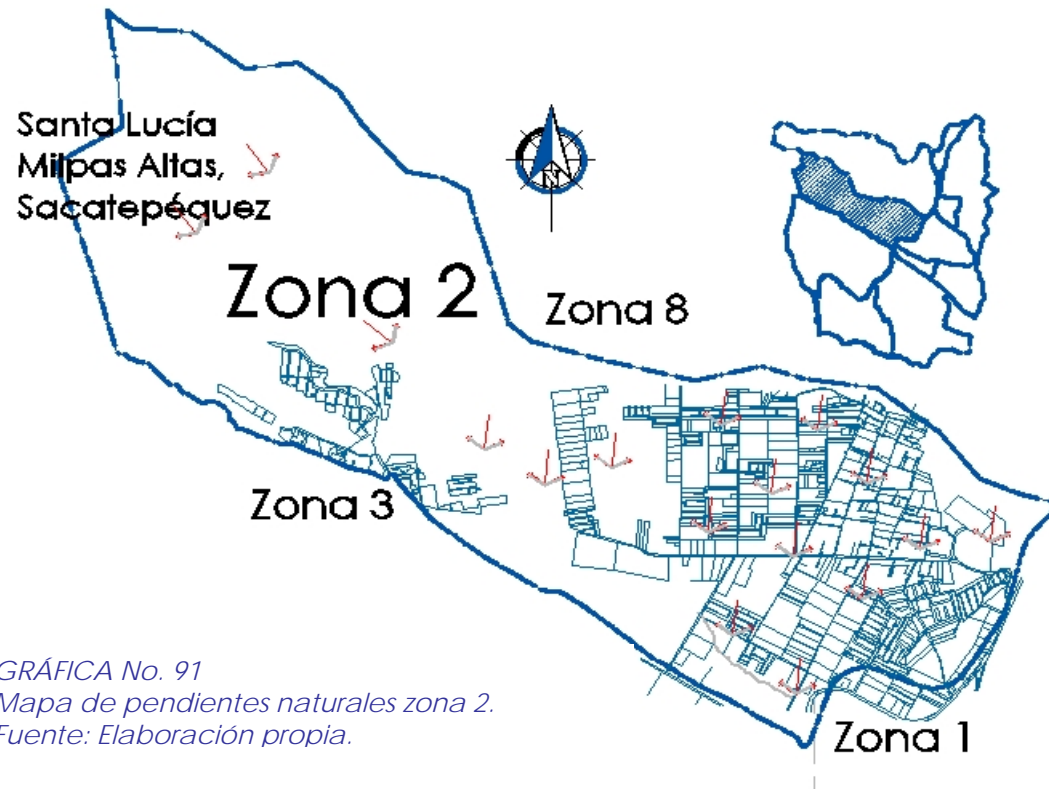 Santa Lucía
Milpas Altas,
Sacatepéquez
N
Zona 2
Zona 8
Zona 3
GRÁFICA No. 91
Mapa de pendientes naturales zona 2.
Fuente: Elaboración propia.
Zona 1